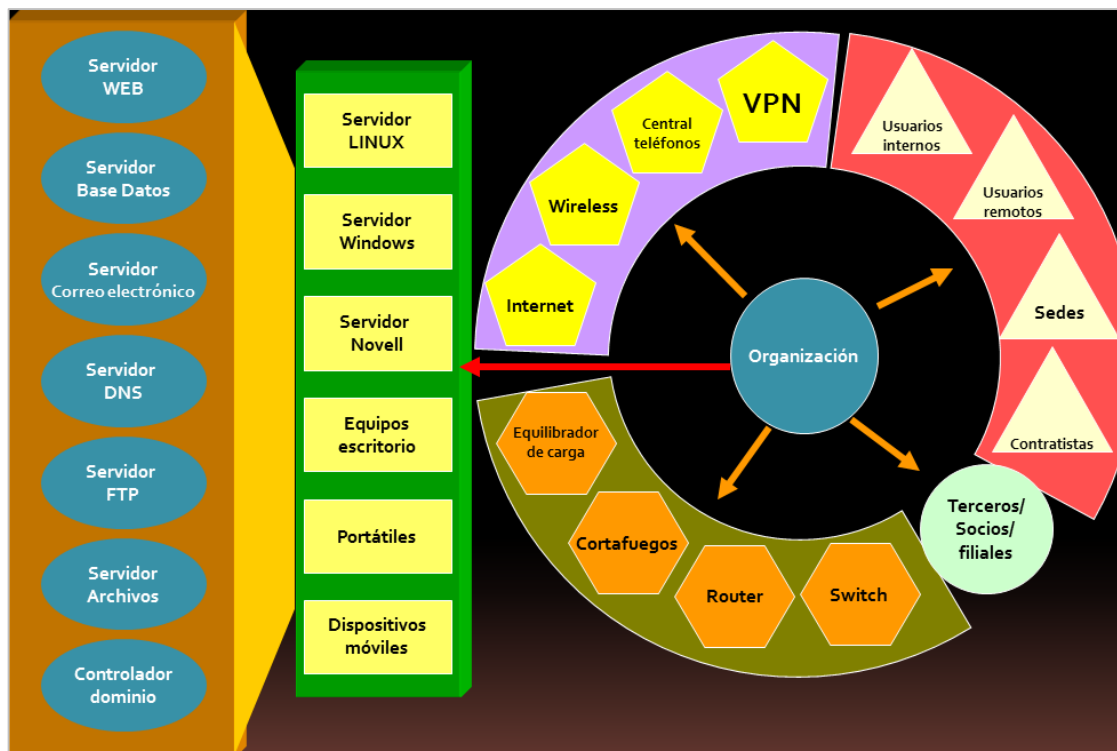 Servidor
WEB
Servidor
Base Datos
Servidor
Correo electrónico
Servidor
DNS
Servidor
FTP
Servidor
Archivos
Controlador
dominio
Servidor
LINUX
Servidor
Windows
Servidor
Novell
Equipos
escritorio
Portátiles
Dispositivos
móviles
Internet
Wireless
Central
teléfonos
VPN
Usuarios
internos
Usuarios
remotos
Sedes
Contratistas
Organización
Terceros/
Socios/
filiales
Equilibrador
de carga
Cortafuegos
Router
Switch